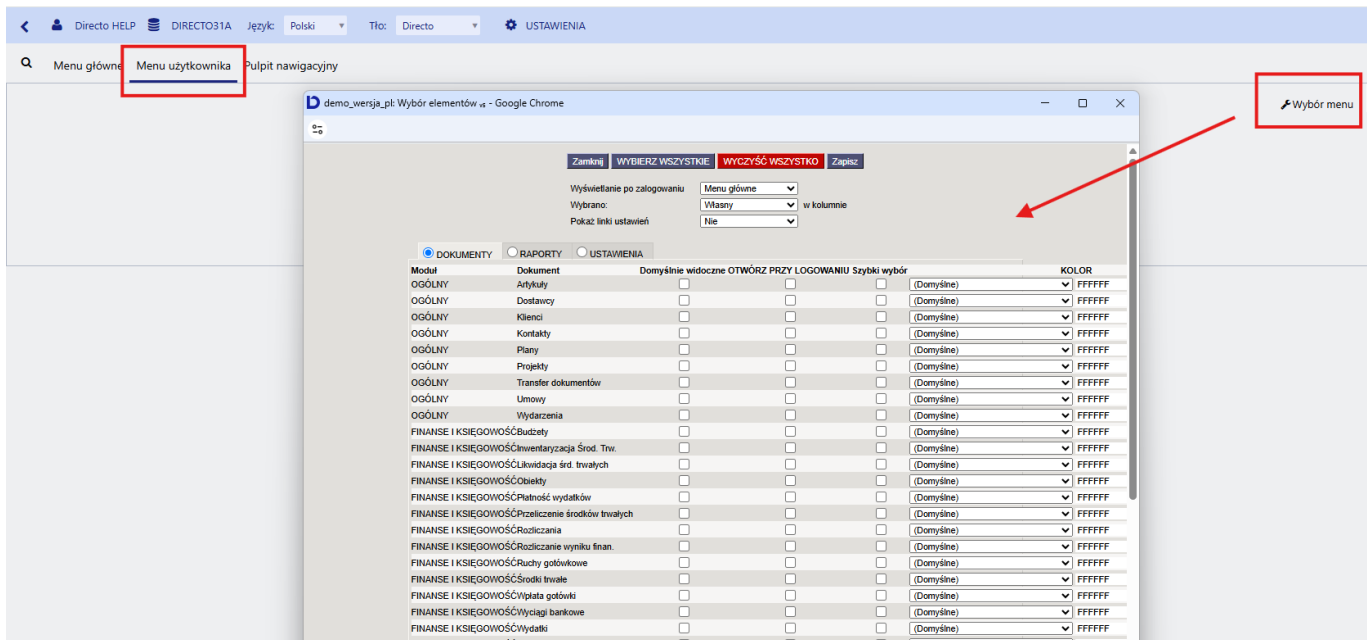 Directo HELP DIRECTO31A Język: Polski Tło: Directo USTAWIENIA
Menu główne Menu użytkownika Pulpit nawigacyjny
Wybór menu
demo_wersja_pl: Wybór elementów v5 - Google Chrome
Zamknij WYBIERZ WSZYSTKIE WYCZYŚĆ WSZYSTKO Zapisz
Wyświetlanie po zalogowaniu Menu główne
Wybrano: Własny w kolumnie
Pokaż linki ustawień Nie
DOKUMENTY RAPORTY USTAWIENIA
Moduł Dokument Domyślnie widoczne OTWÓRZ PRZY LOGOWANIU Szybki wybór KOLOR
OGÓLNY Artykuły (Domyślne) FFFFFF
OGÓLNY Dostawcy (Domyślne) FFFFFF
OGÓLNY Klienci (Domyślne) FFFFFF
OGÓLNY Kontakty (Domyślne) FFFFFF
OGÓLNY Plany (Domyślne) FFFFFF
OGÓLNY Projekty (Domyślne) FFFFFF
OGÓLNY Transfer dokumentów (Domyślne) FFFFFF
OGÓLNY Umowy (Domyślne) FFFFFF
OGÓLNY Wydarzenia (Domyślne) FFFFFF
FINANSE I KSIĘGOWOŚĆ Budżety (Domyślne) FFFFFF
FINANSE I KSIĘGOWOŚĆ Inwentaryzacja Środ. Trw. (Domyślne) FFFFFF
FINANSE I KSIĘGOWOŚĆ Likwidacja śrd. trwałych (Domyślne) FFFFFF
FINANSE I KSIĘGOWOŚĆ Obiekty (Domyślne) FFFFFF
FINANSE I KSIĘGOWOŚĆ Płatność wydatków (Domyślne) FFFFFF
FINANSE I KSIĘGOWOŚĆ Przeliczenie środków trwałych (Domyślne) FFFFFF
FINANSE I KSIĘGOWOŚĆ Rozliczania (Domyślne) FFFFFF
FINANSE I KSIĘGOWOŚĆ Rozliczanie wyniku finan. (Domyślne) FFFFFF
FINANSE I KSIĘGOWOŚĆ Ruchy gotówkowe (Domyślne) FFFFFF
FINANSE I KSIĘGOWOŚĆ Środki trwałe (Domyślne) FFFFFF
FINANSE I KSIĘGOWOŚĆ Wpłata gotówki (Domyślne) FFFFFF
FINANSE I KSIĘGOWOŚĆ Wyciągi bankowe (Domyślne) FFFFFF
FINANSE I KSIĘGOWOŚĆ Wydatki (Domyślne) FFFFFF